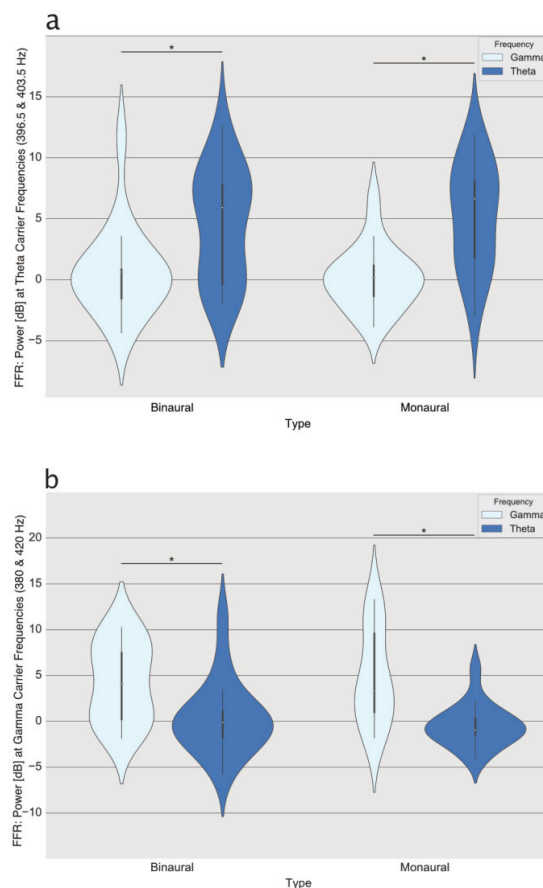 a
FFR: Power [dB] at Theta Carrier Frequencies (396.5 & 403.5 Hz)
15
10
5
0
−5
*
*
Frequency
Gamma
Theta
Binaural
Monaural
Type
b
FFR: Power [dB] at Gamma Carrier Frequencies (380 & 420 Hz)
20
15
10
5
0
−5
−10
*
*
Frequency
Gamma
Theta
Binaural
Monaural
Type